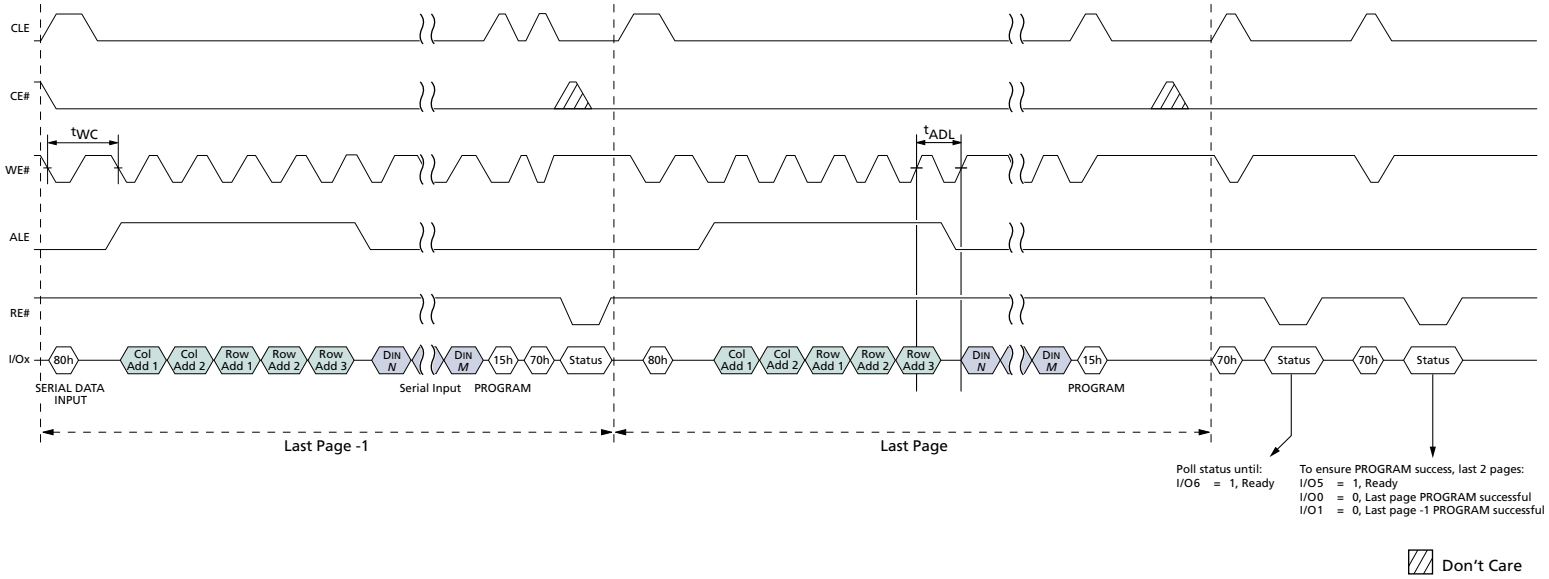 CLE
CE#
tWC
tADL
WE#
ALE
RE#
I/Ox
80h
Col Add 1
Col Add 2
Row Add 1
Row Add 2
Row Add 3
DIN N
DIN M
15h
70h
Status
80h
Col Add 1
Col Add 2
Row Add 1
Row Add 2
Row Add 3
DIN N
DIN M
15h
70h
Status
70h
Status
SERIAL DATA INPUT
Serial Input
PROGRAM
PROGRAM
Last Page -1
Last Page
Poll status until:
I/O6 = 1, Ready
To ensure PROGRAM success, last 2 pages:
I/O5 = 1, Ready
I/O0 = 0, Last page PROGRAM successful
I/O1 = 0, Last page -1 PROGRAM successful
Don't Care